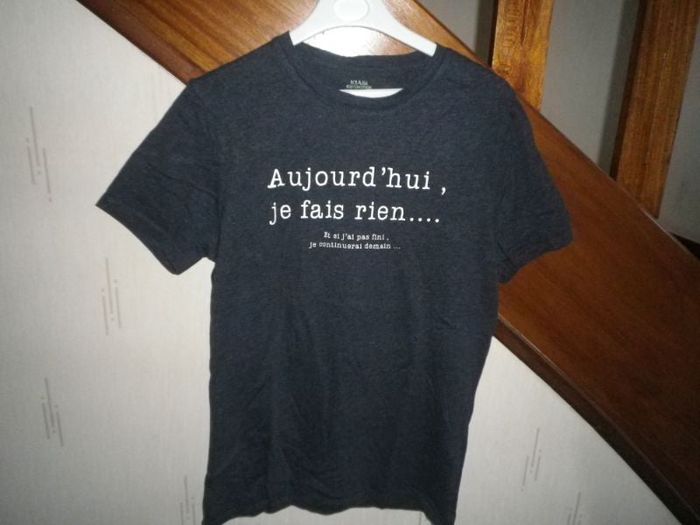 Aujourd'hui ,
je fais rien....
Et si j'ai pas fini ,
je continuerai demain ...